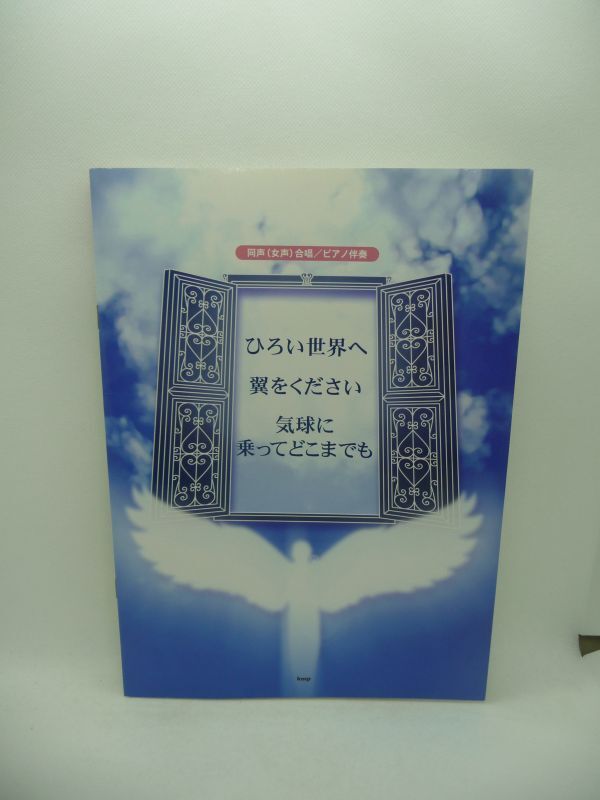 同声(女声)合唱/ピアノ伴奏
ひろい世界へ
翼をください
気球に
乗ってどこまでも
kmp